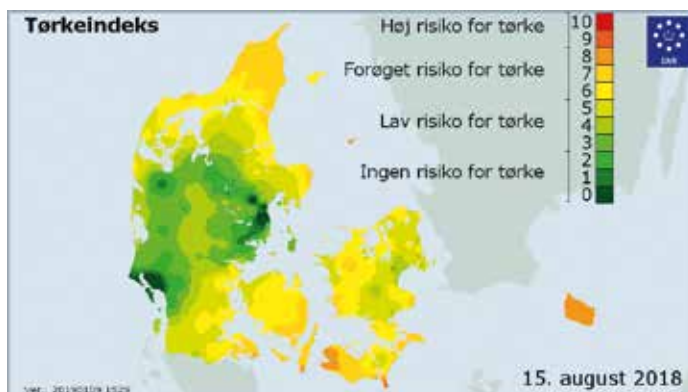 Tørkeindeks
Høj risiko for tørke
Forøget risiko for tørke
Lav risiko for tørke
Ingen risiko for tørke
10
9
8
7
6
5
4
3
2
1
0
15. august 2018